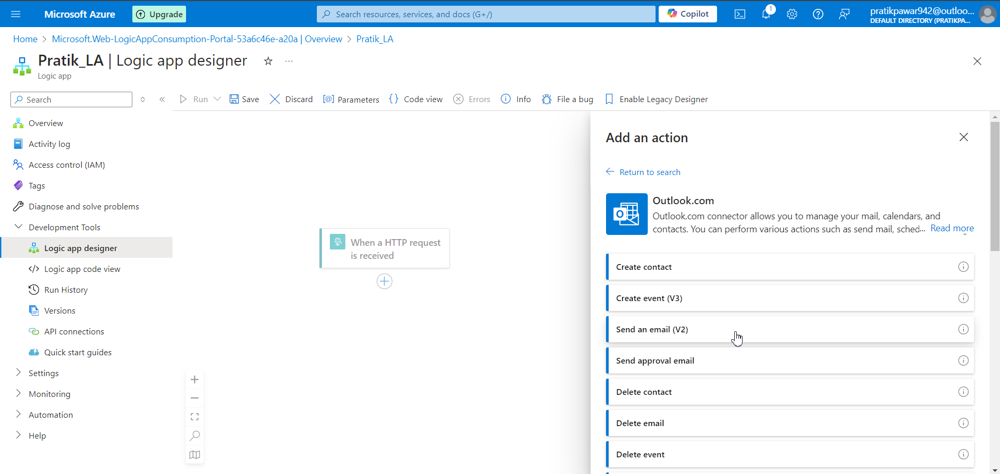 Microsoft Azure
Upgrade
Search resources, services, and docs (G+/)
Copilot
1
pratikpawar942@outloo...
DEFAULT DIRECTORY (PRATIKPA...
Home > Microsoft.Web-LogicAppConsumption-Portal-53a6c46e-a20a | Overview > Pratik_LA
Pratik_LA | Logic app designer
Logic app
Search
Run
Save
Discard
Parameters
Code view
Errors
Info
File a bug
Enable Legacy Designer
Overview
Activity log
Access control (IAM)
Tags
Diagnose and solve problems
Development Tools
Logic app designer
Logic app code view
Run History
Versions
API connections
Quick start guides
Settings
Monitoring
Automation
Help
When a HTTP request
is received
Add an action
Return to search
Outlook.com
Outlook.com connector allows you to manage your mail, calendars, and
contacts. You can perform various actions such as send mail, sched... Read more
Create contact
Create event (V3)
Send an email (V2)
Send approval email
Delete contact
Delete email
Delete event